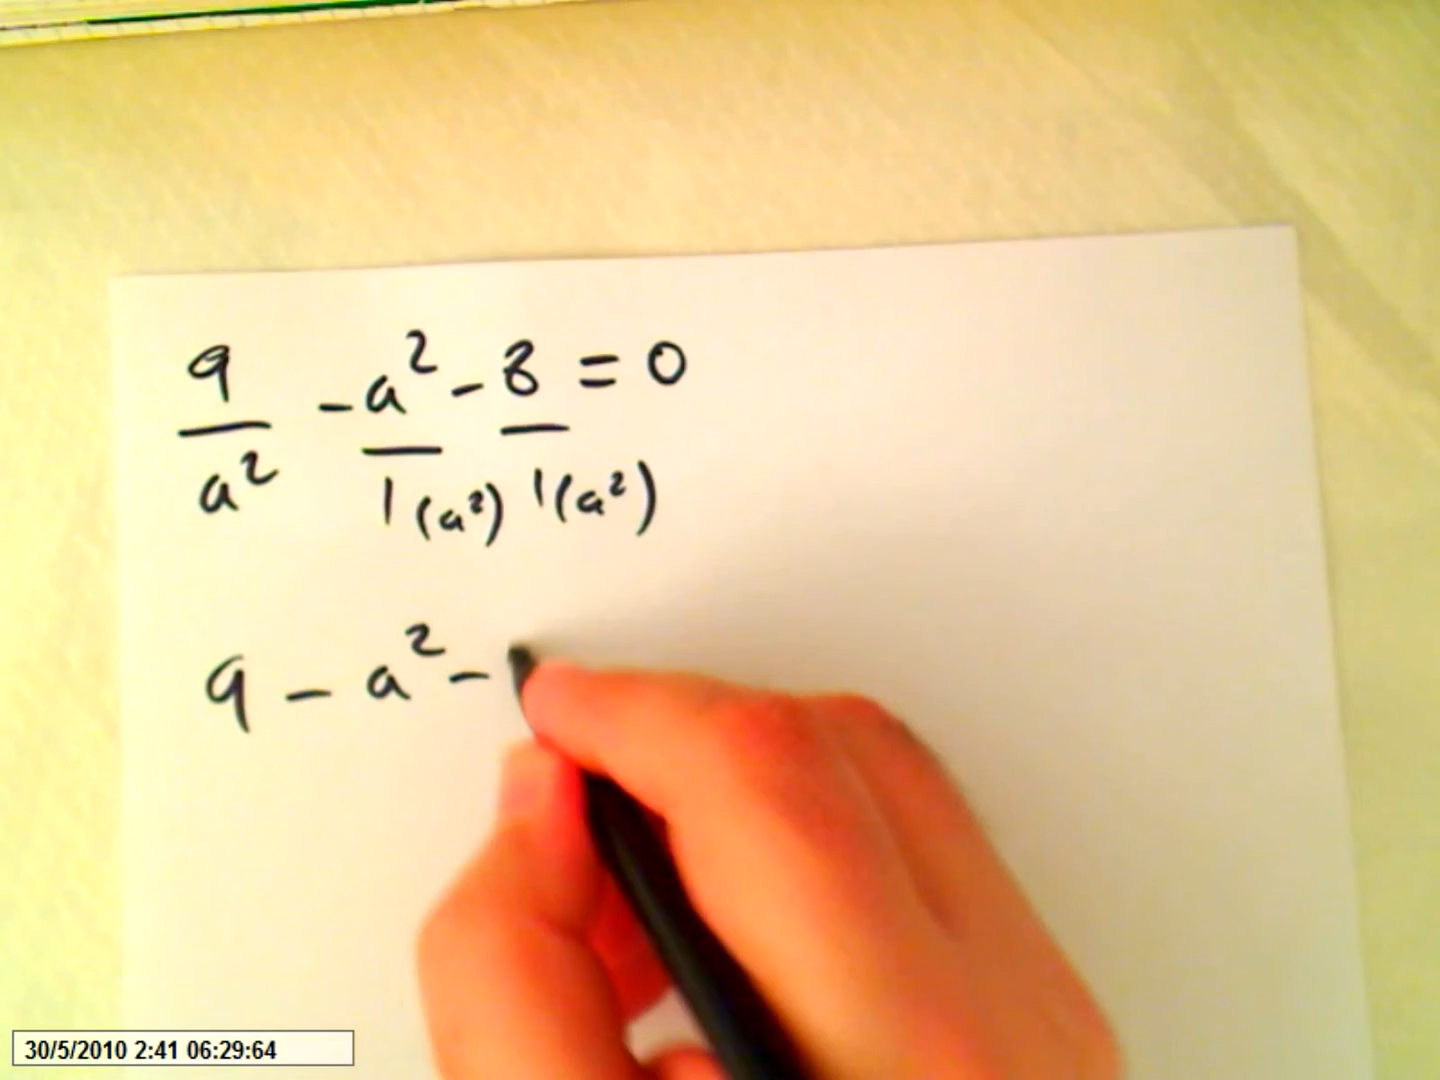 9/a² - a²/1(a²) - 8/1(a²) = 0
9 - a² -
30/5/2010 2:41 06:29:64